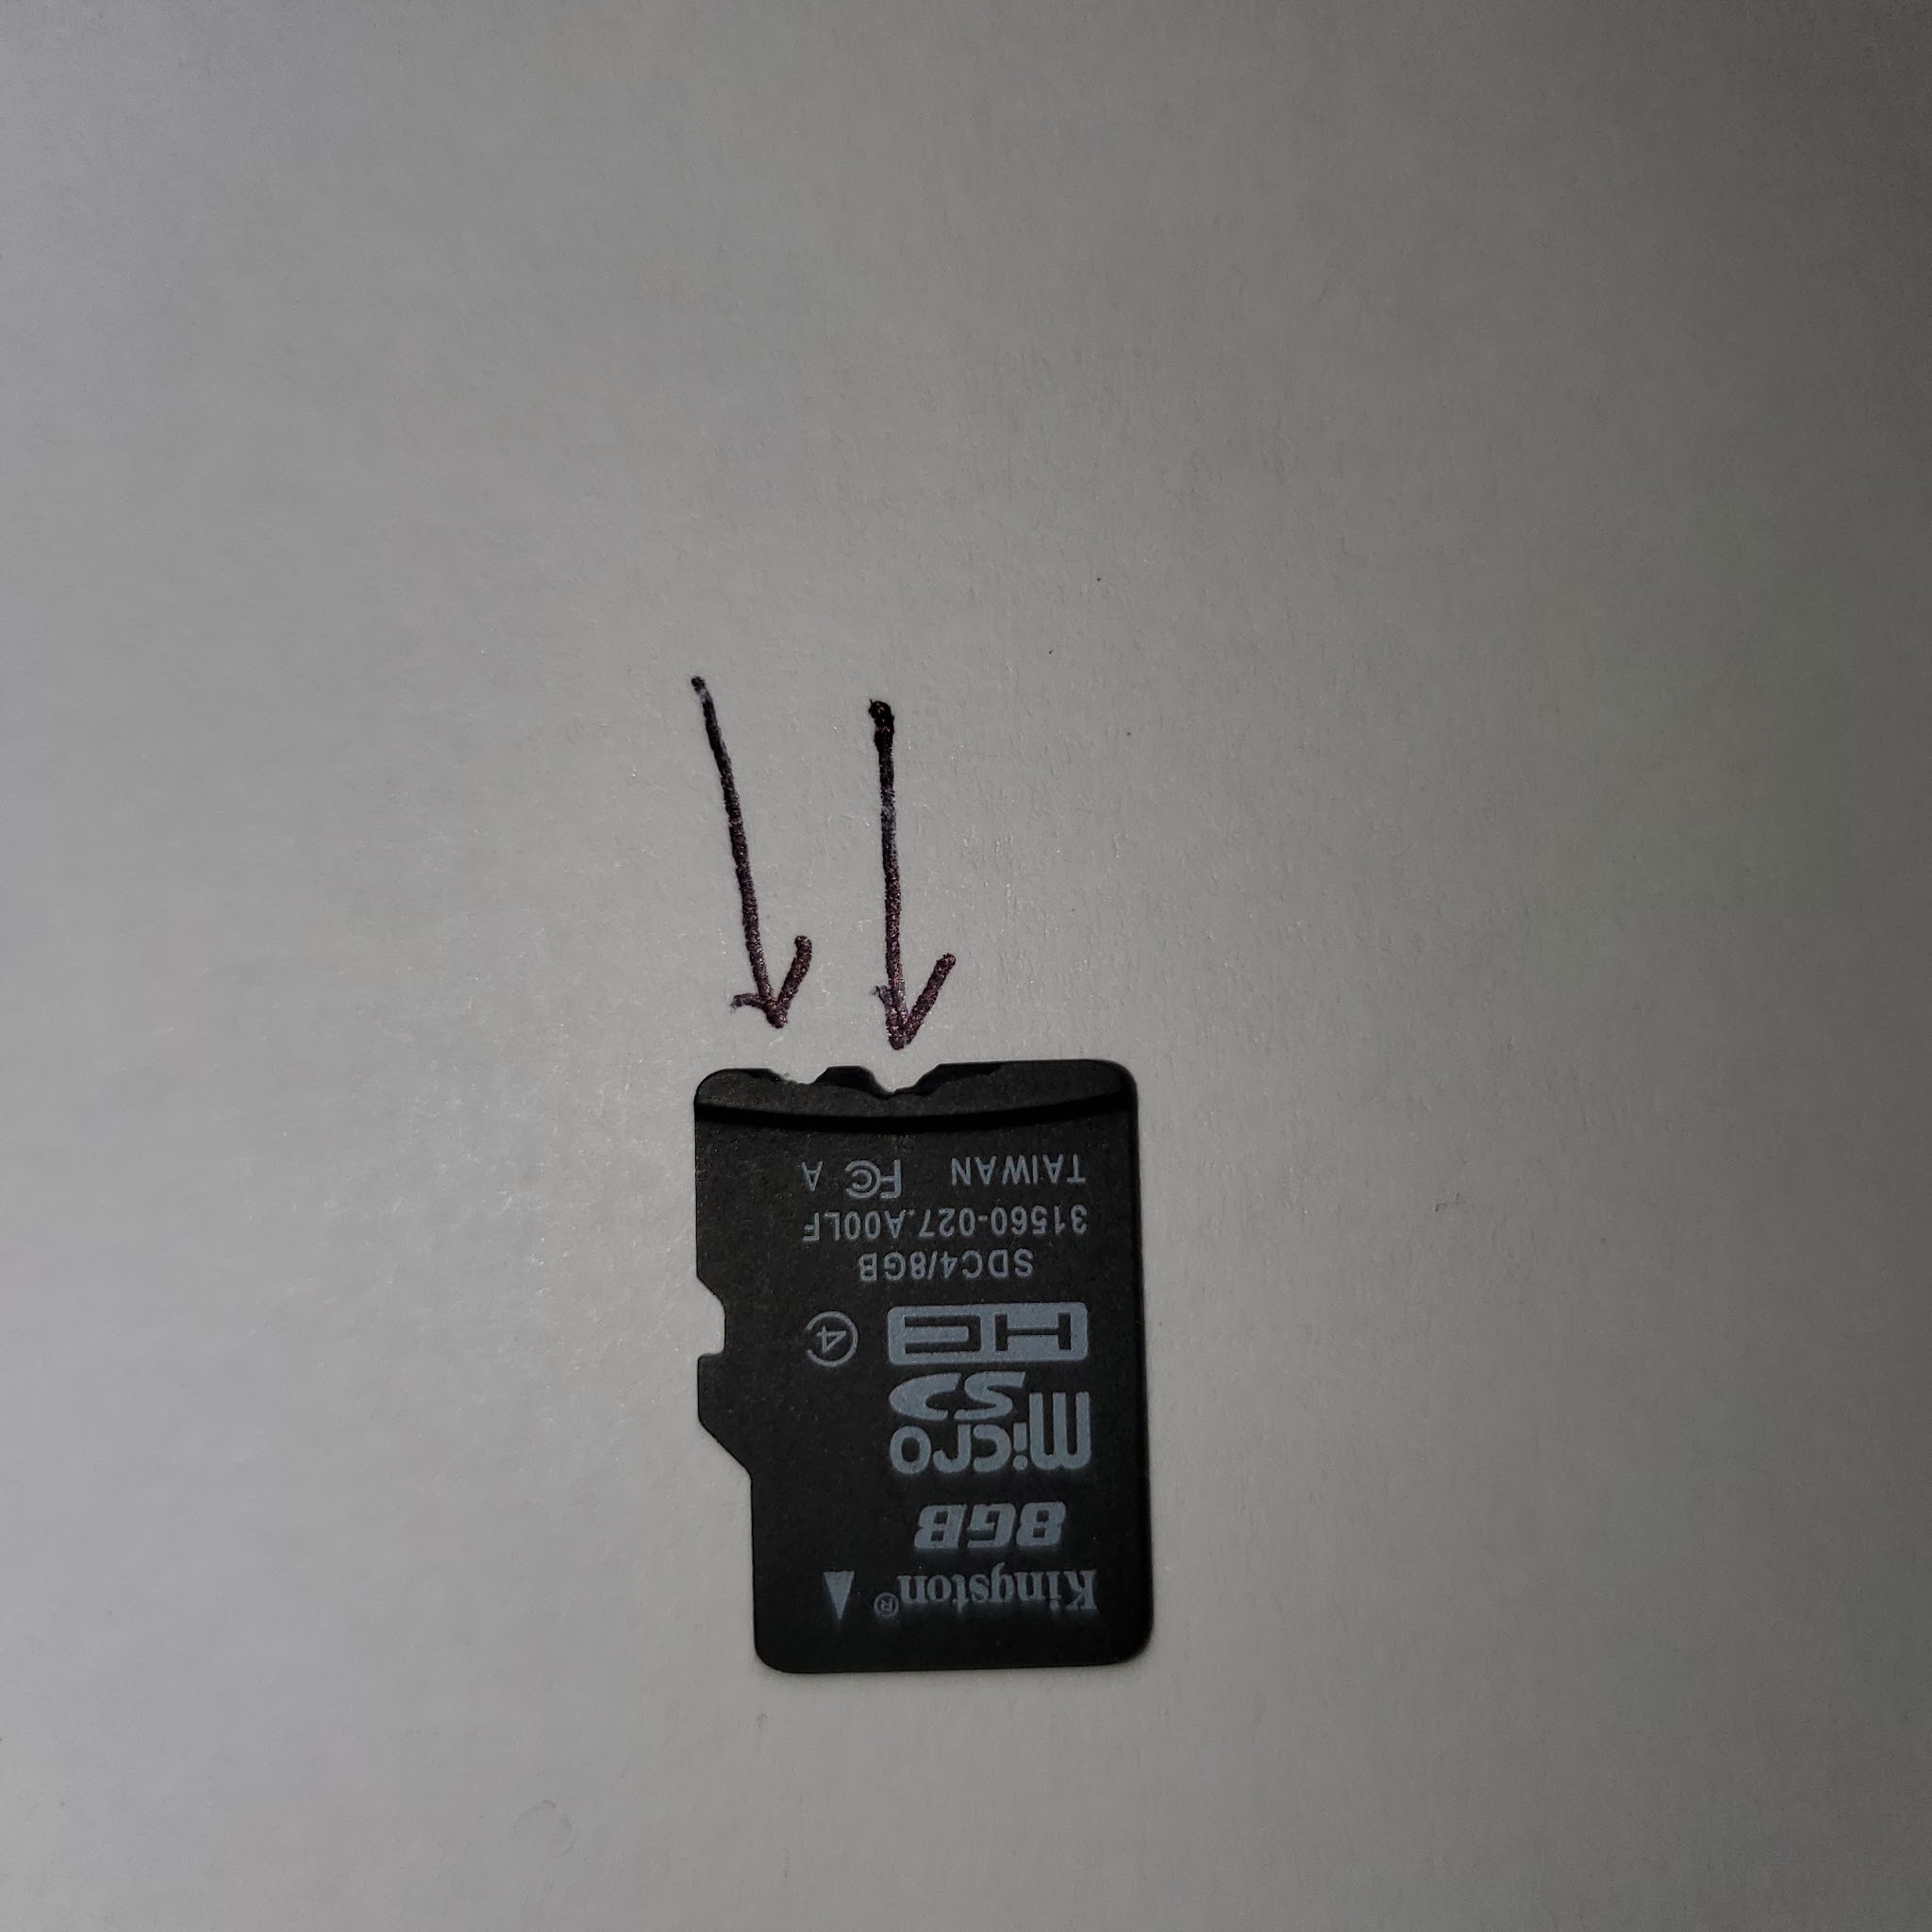 Kingston®
8GB
micro
SD
HC 4
SDC4/8GB
31560-027.A00LF
TAIWAN FC A